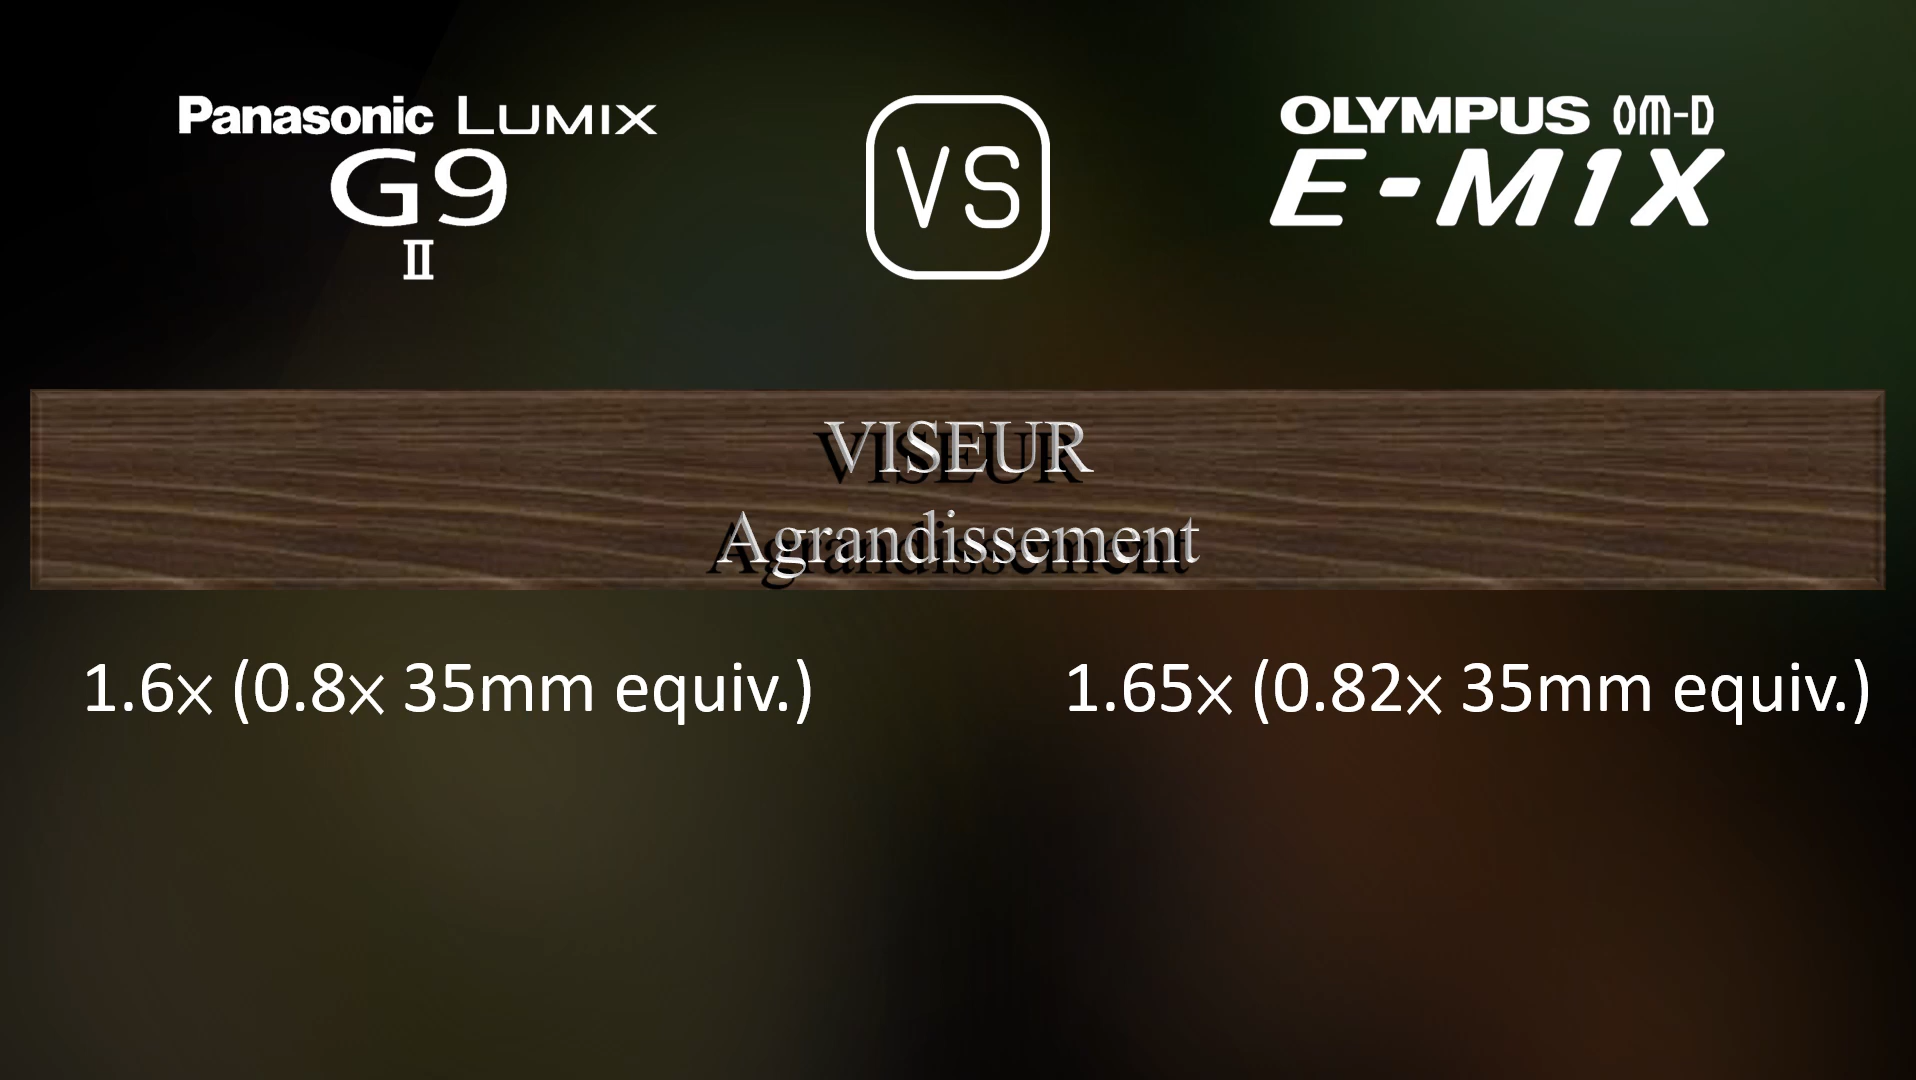 Panasonic LUMIX
G9
II
VS
OLYMPUS OM-D
E-M1X
VISEUR
Agrandissement
1.6x (0.8x 35mm equiv.)
1.65x (0.82x 35mm equiv.)